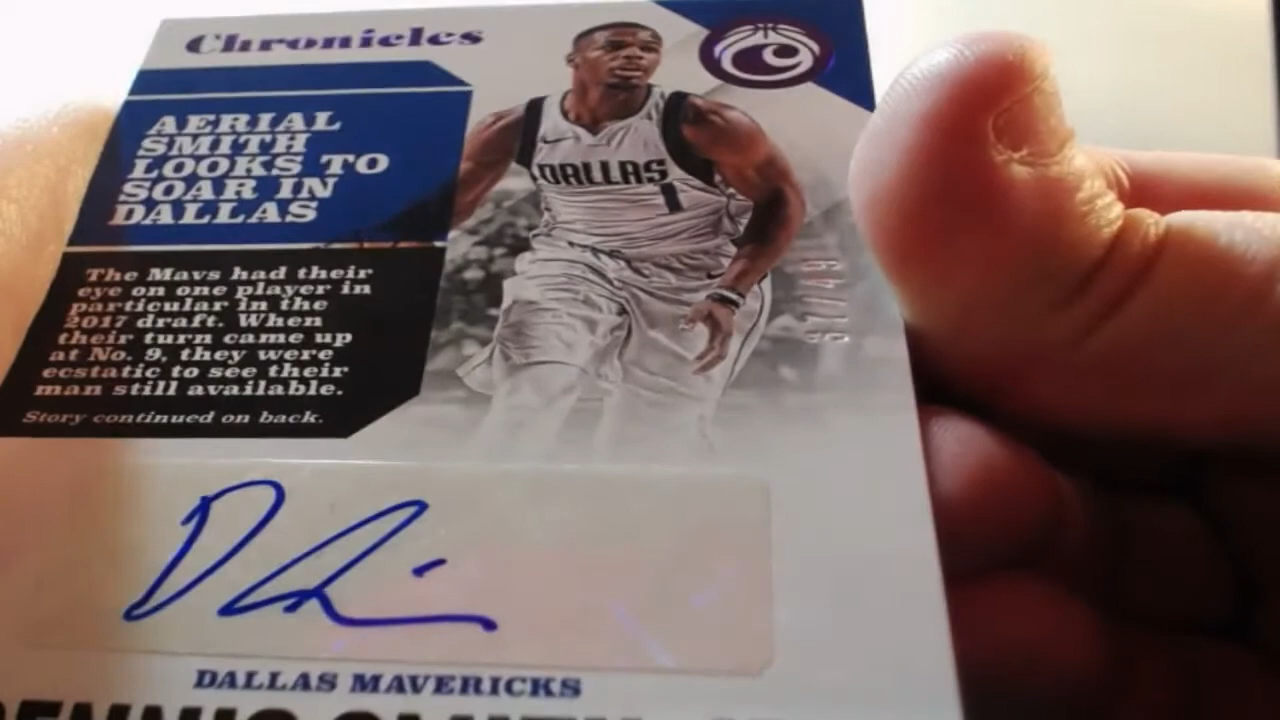 Chronicles
AERIAL
SMITH
LOOKS TO
SOAR IN
DALLAS
The Mavs had their
eye on one player in
particular in the
2017 draft. When
their turn came up
at No. 9, they were
ecstatic to see their
man still available.
Story continued on back.
DALLAS
1
DALLAS MAVERICKS